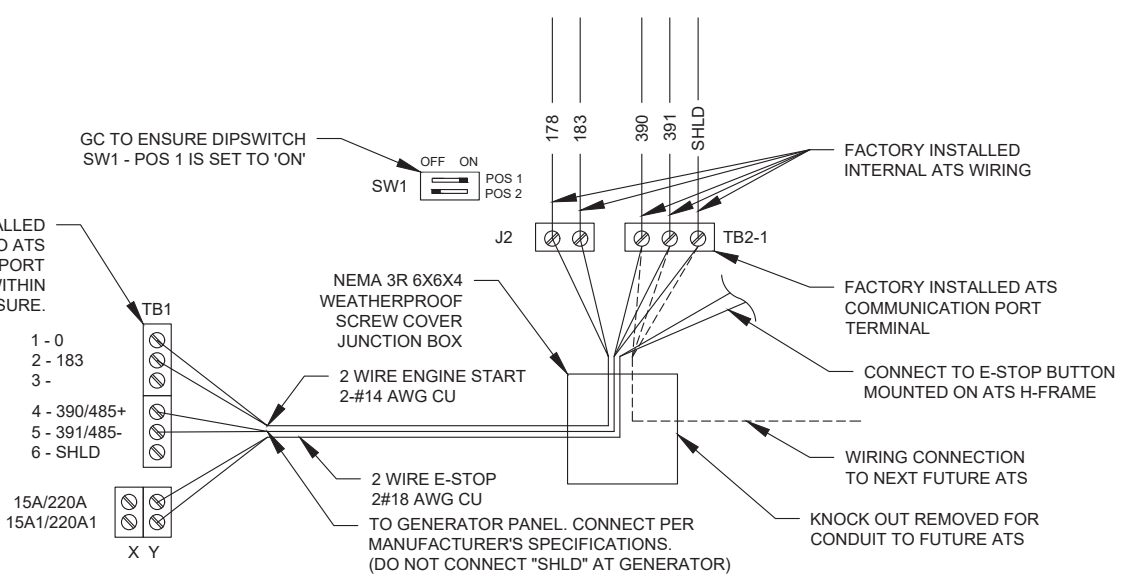 178
183
390
391
SHLD
GC TO ENSURE DIPSWITCH
SW1 - POS 1 IS SET TO 'ON'
OFF ON
SW1
POS 1
POS 2
FACTORY INSTALLED
INTERNAL ATS WIRING
J2
TB2-1
ALLED
O ATS
PORT
WITHIN
SURE.
TB1
NEMA 3R 6X6X4
WEATHERPROOF
SCREW COVER
JUNCTION BOX
FACTORY INSTALLED ATS
COMMUNICATION PORT
TERMINAL
1 - 0
2 - 183
3 -
4 - 390/485+
5 - 391/485-
6 - SHLD
2 WIRE ENGINE START
2-#14 AWG CU
CONNECT TO E-STOP BUTTON
MOUNTED ON ATS H-FRAME
WIRING CONNECTION
TO NEXT FUTURE ATS
2 WIRE E-STOP
2#18 AWG CU
15A/220A
15A1/220A1
X Y
TO GENERATOR PANEL. CONNECT PER
MANUFACTURER'S SPECIFICATIONS.
(DO NOT CONNECT "SHLD" AT GENERATOR)
KNOCK OUT REMOVED FOR
CONDUIT TO FUTURE ATS